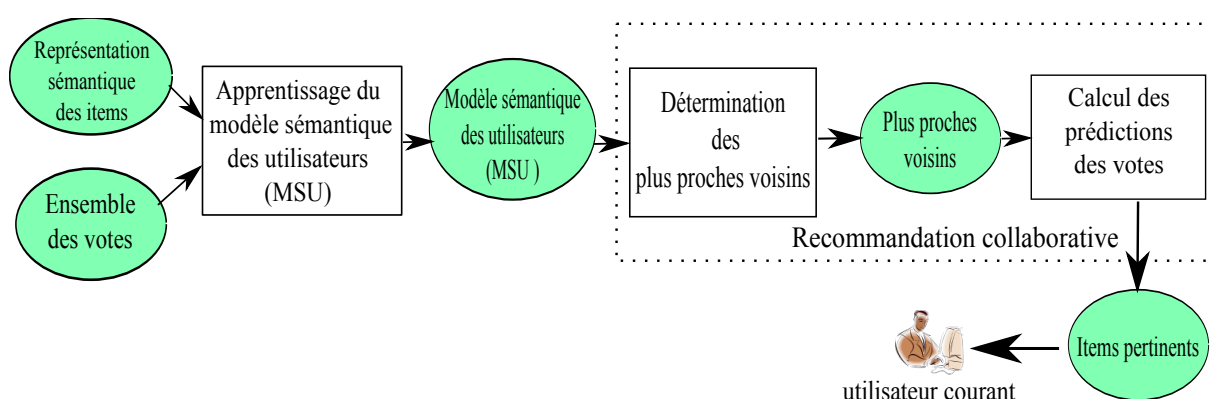 Représentation
sémantique
des items
Ensemble
des votes
Apprentissage du
modèle sémantique
des utilisateurs
(MSU)
Modèle sémantique
des utilisateurs
(MSU )
Détermination
des
plus proches voisins
Plus proches
voisins
Calcul des
prédictions
des votes
Recommandation collaborative
Items pertinents
utilisateur courant